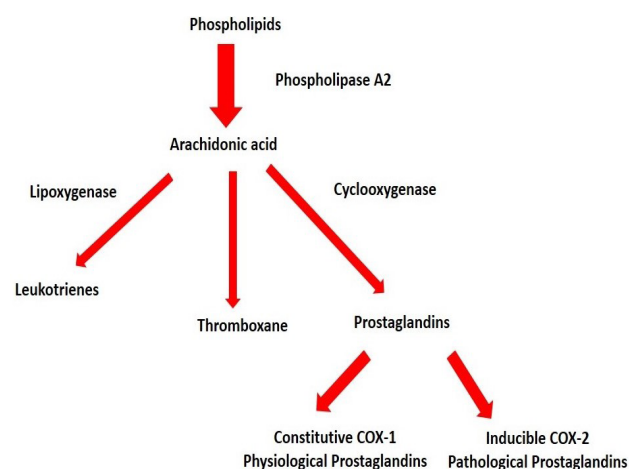 Phospholipids
Phospholipase A2
Arachidonic acid
Lipoxygenase
Cyclooxygenase
Leukotrienes
Thromboxane
Prostaglandins
Constitutive COX-1
Physiological Prostaglandins
Inducible COX-2
Pathological Prostaglandins